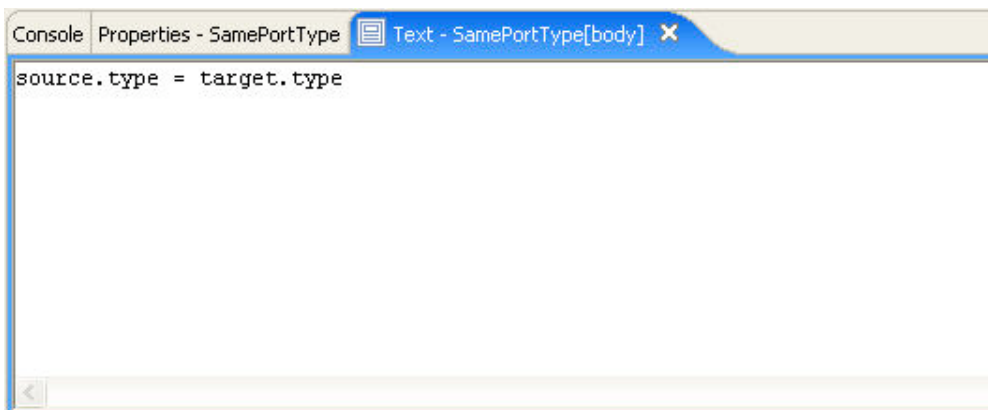 Console Properties - SamePortType Text - SamePortType[body]
source.type = target.type